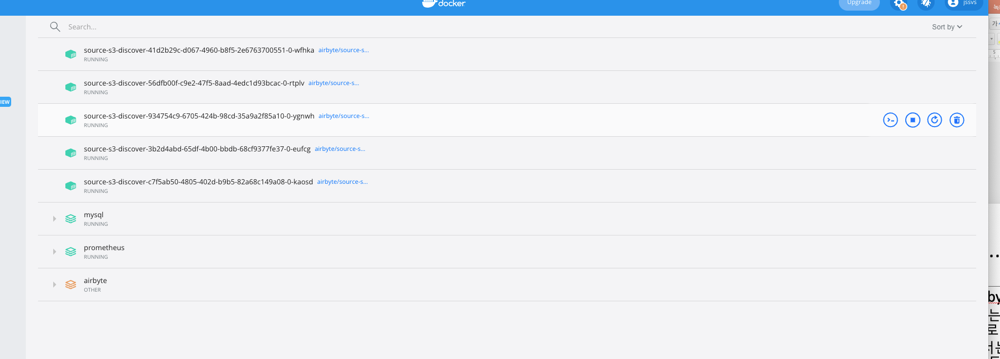 docker
Upgrade
jssvs
Search...
Sort by
source-s3-discover-41d2b29c-d067-4960-b8f5-2e6763700551-0-wfhka airbyte/source-s...
RUNNING
source-s3-discover-56dfb00f-c9e2-47f5-8aad-4edc1d93bcac-0-rtplv airbyte/source-s...
RUNNING
IEW
source-s3-discover-934754c9-6705-424b-98cd-35a9a2f85a10-0-ygnwh airbyte/source-s...
RUNNING
source-s3-discover-3b2d4abd-65df-4b00-bbdb-68cf9377fe37-0-eufcg airbyte/source-s...
RUNNING
source-s3-discover-c7f5ab50-4805-402d-b9b5-82a68c149a08-0-kaosd airbyte/source-s...
RUNNING
mysql
RUNNING
prometheus
RUNNING
airbyte
OTHER
가
5
..
by
는
로